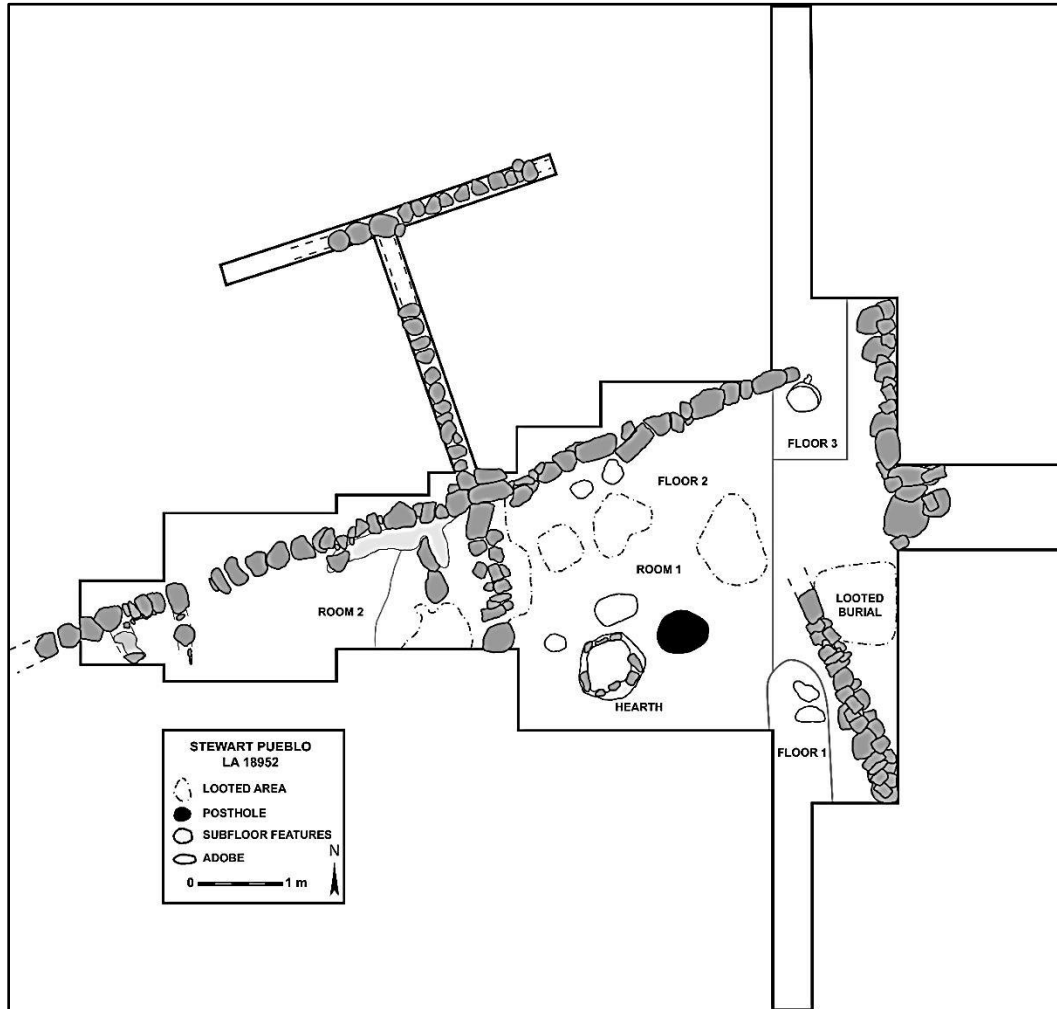 FLOOR 3
FLOOR 2
ROOM 1
LOOTED
BURIAL
ROOM 2
HEARTH
FLOOR 1
STEWART PUEBLO
LA 18952
LOOTED AREA
POSTHOLE
SUBFLOOR FEATURES
ADOBE
N
0 1 m